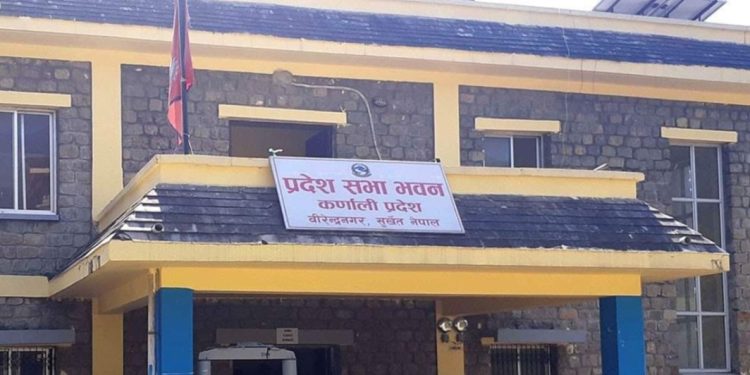 प्रदेश सभा भवन
कर्णाली प्रदेश
वीरेन्द्रनगर, सुर्खेत नेपाल